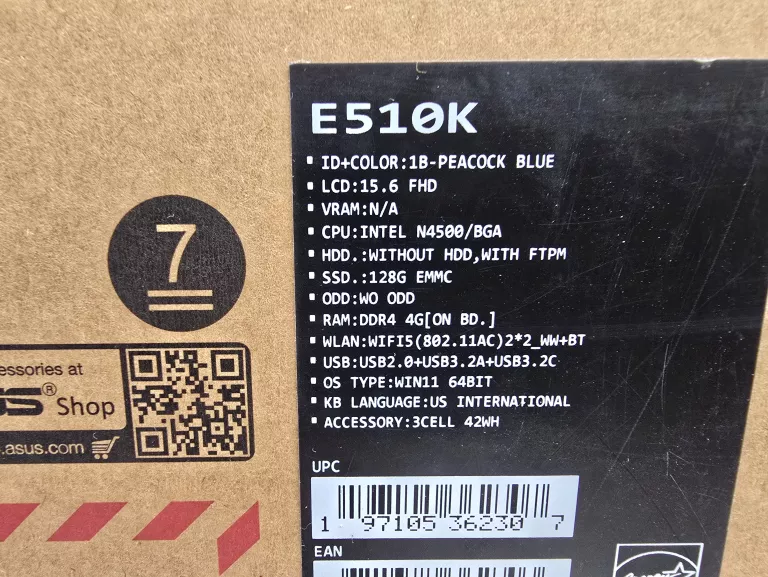 E510K
ID+COLOR:1B-PEACOCK BLUE
LCD:15.6 FHD
VRAM:N/A
CPU:INTEL N4500/BGA
HDD.:WITHOUT HDD,WITH FTPM
SSD.:128G EMMC
ODD:WO ODD
RAM:DDR4 4G[ON BD.]
WLAN:WIFI5(802.11AC)2*2_WW+BT
USB:USB2.0+USB3.2A+USB3.2C
OS TYPE:WIN11 64BIT
KB LANGUAGE:US INTERNATIONAL
ACCESSORY:3CELL 42WH
UPC
1 97105 36230 7
EAN
7
essories at
US® Shop
.asus.com